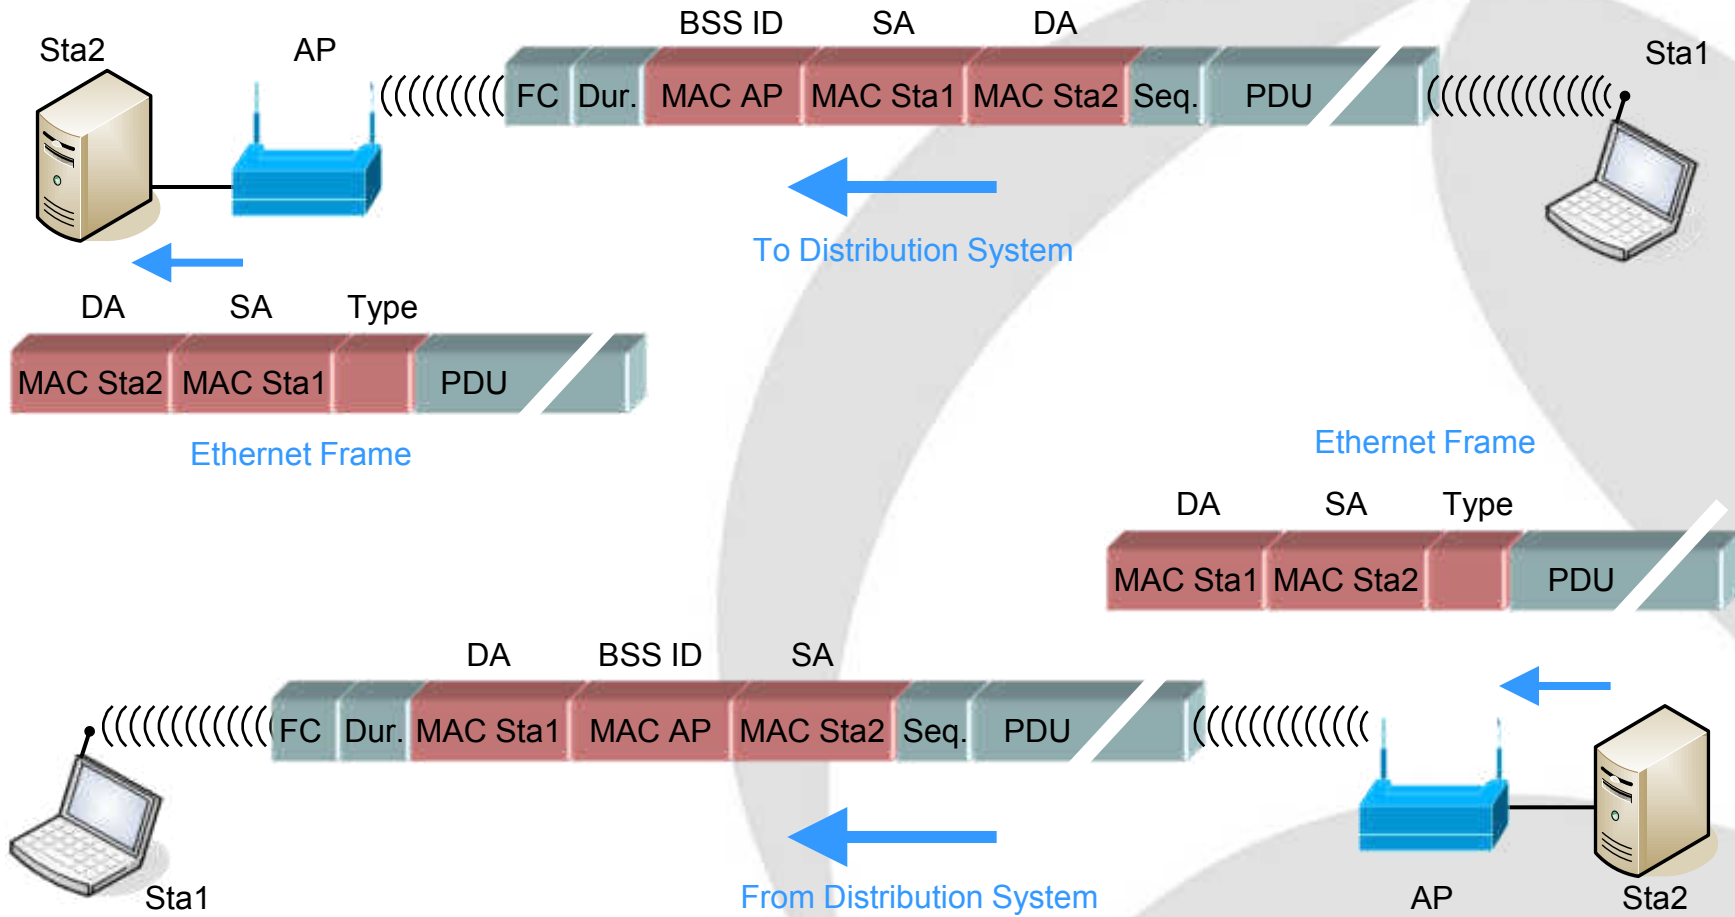 BSS ID SA DA
Sta2 AP Sta1
FC Dur. MAC AP MAC Sta1 MAC Sta2 Seq. PDU
To Distribution System
DA SA Type
MAC Sta2 MAC Sta1 PDU
Ethernet Frame
Ethernet Frame
DA SA Type
MAC Sta1 MAC Sta2 PDU
DA BSS ID SA
FC Dur. MAC Sta1 MAC AP MAC Sta2 Seq. PDU
From Distribution System
Sta1 AP Sta2